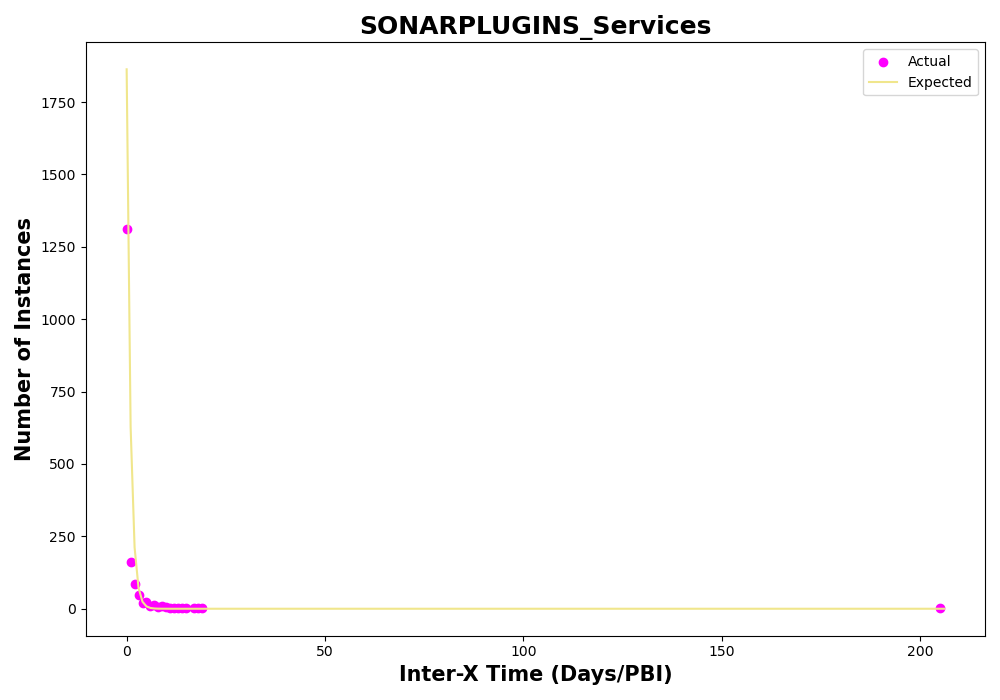 SONARPLUGINS_Services
Actual
Expected
Number of Instances
1750
1500
1250
1000
750
500
250
0
0
50
100
150
200
Inter-X Time (Days/PBI)